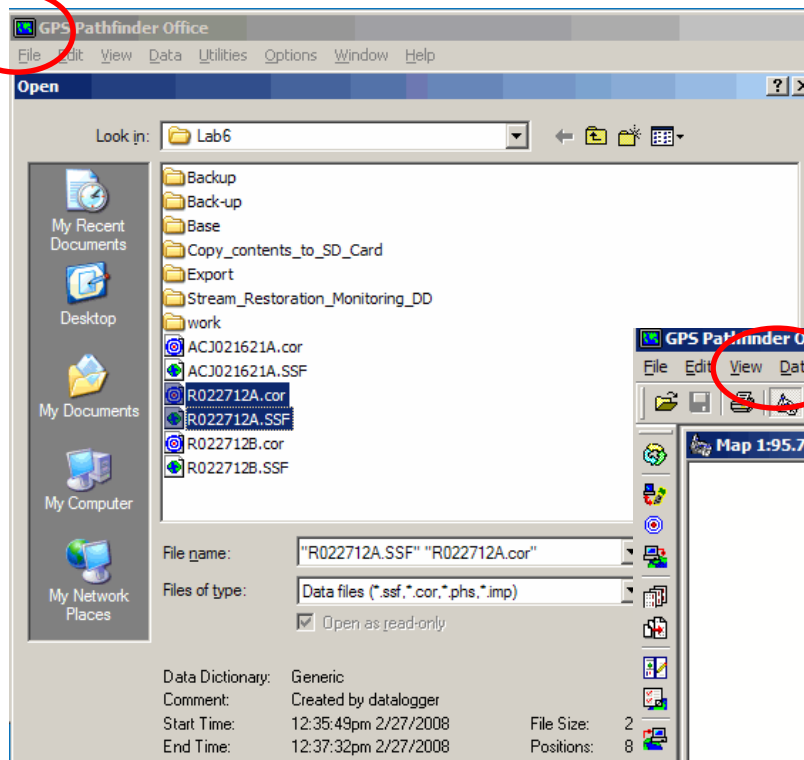 GPS Pathfinder Office
File Edit View Data Utilities Options Window Help
Open
Look in: Lab6
My Recent Documents
Desktop
My Documents
My Computer
My Network Places
Backup
Back-up
Base
Copy_contents_to_SD_Card
Export
Stream_Restoration_Monitoring_DD
work
ACJ021621A.cor
ACJ021621A.SSF
R022712A.cor
R022712A.SSF
R022712B.cor
R022712B.SSF
File name: "R022712A.SSF" "R022712A.cor"
Files of type: Data files (*.ssf,*.cor,*.phs,*.imp)
Open as read-only
Data Dictionary: Generic
Comment: Created by datalogger
Start Time: 12:35:49pm 2/27/2008 File Size: 2
End Time: 12:37:32pm 2/27/2008 Positions: 8
GPS Pathfinder O
File Edit View Dat
Map 1:95.7